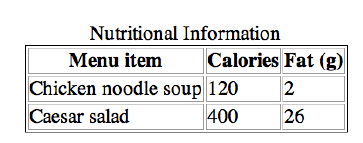 Nutritional Information
Menu item Calories Fat (g)
Chicken noodle soup 120 2
Caesar salad 400 26